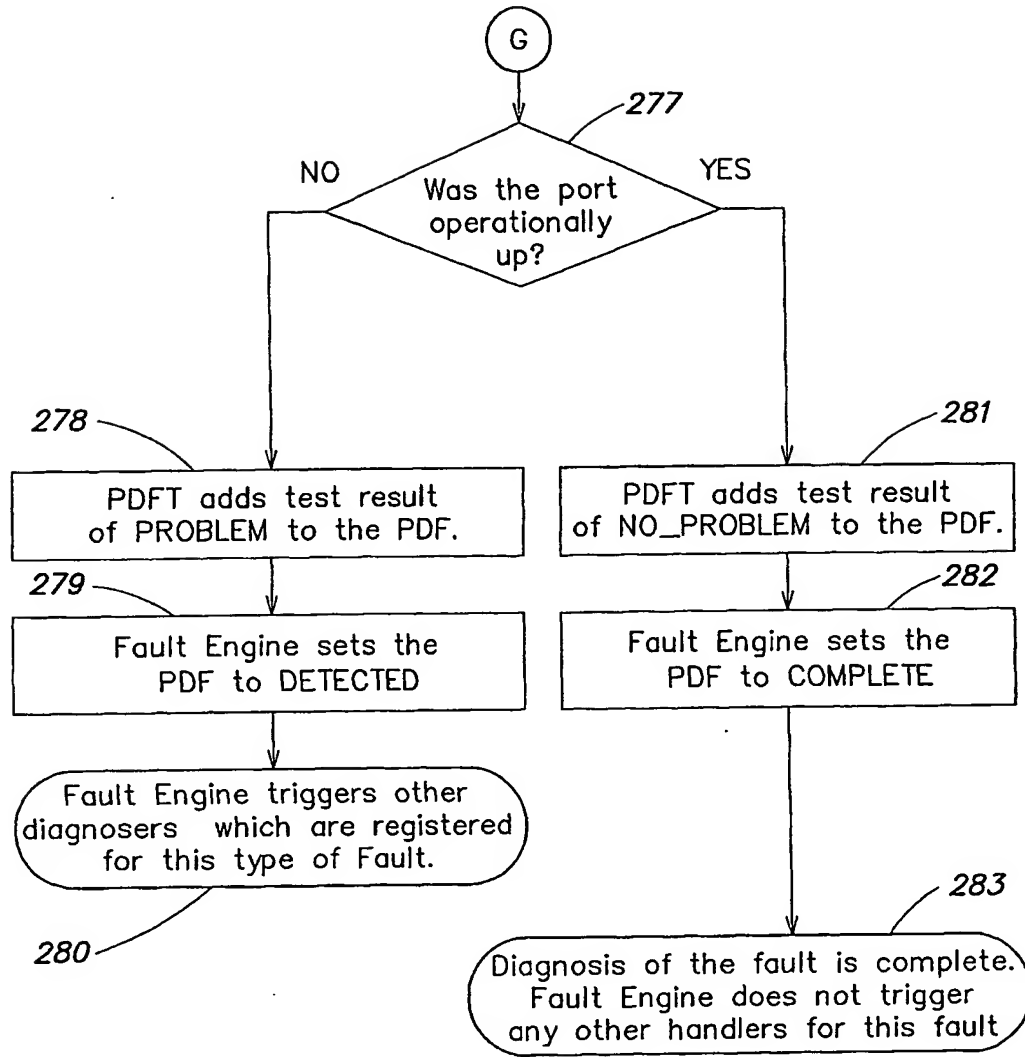 G
277
NO
YES
Was the port
operationally
up?
278
281
PDFT adds test result
of PROBLEM to the PDF.
PDFT adds test result
of NO_PROBLEM to the PDF.
279
282
Fault Engine sets the
PDF to DETECTED
Fault Engine sets the
PDF to COMPLETE
Fault Engine triggers other
diagnosers which are registered
for this type of Fault.
280
283
Diagnosis of the fault is complete.
Fault Engine does not trigger
any other handlers for this fault